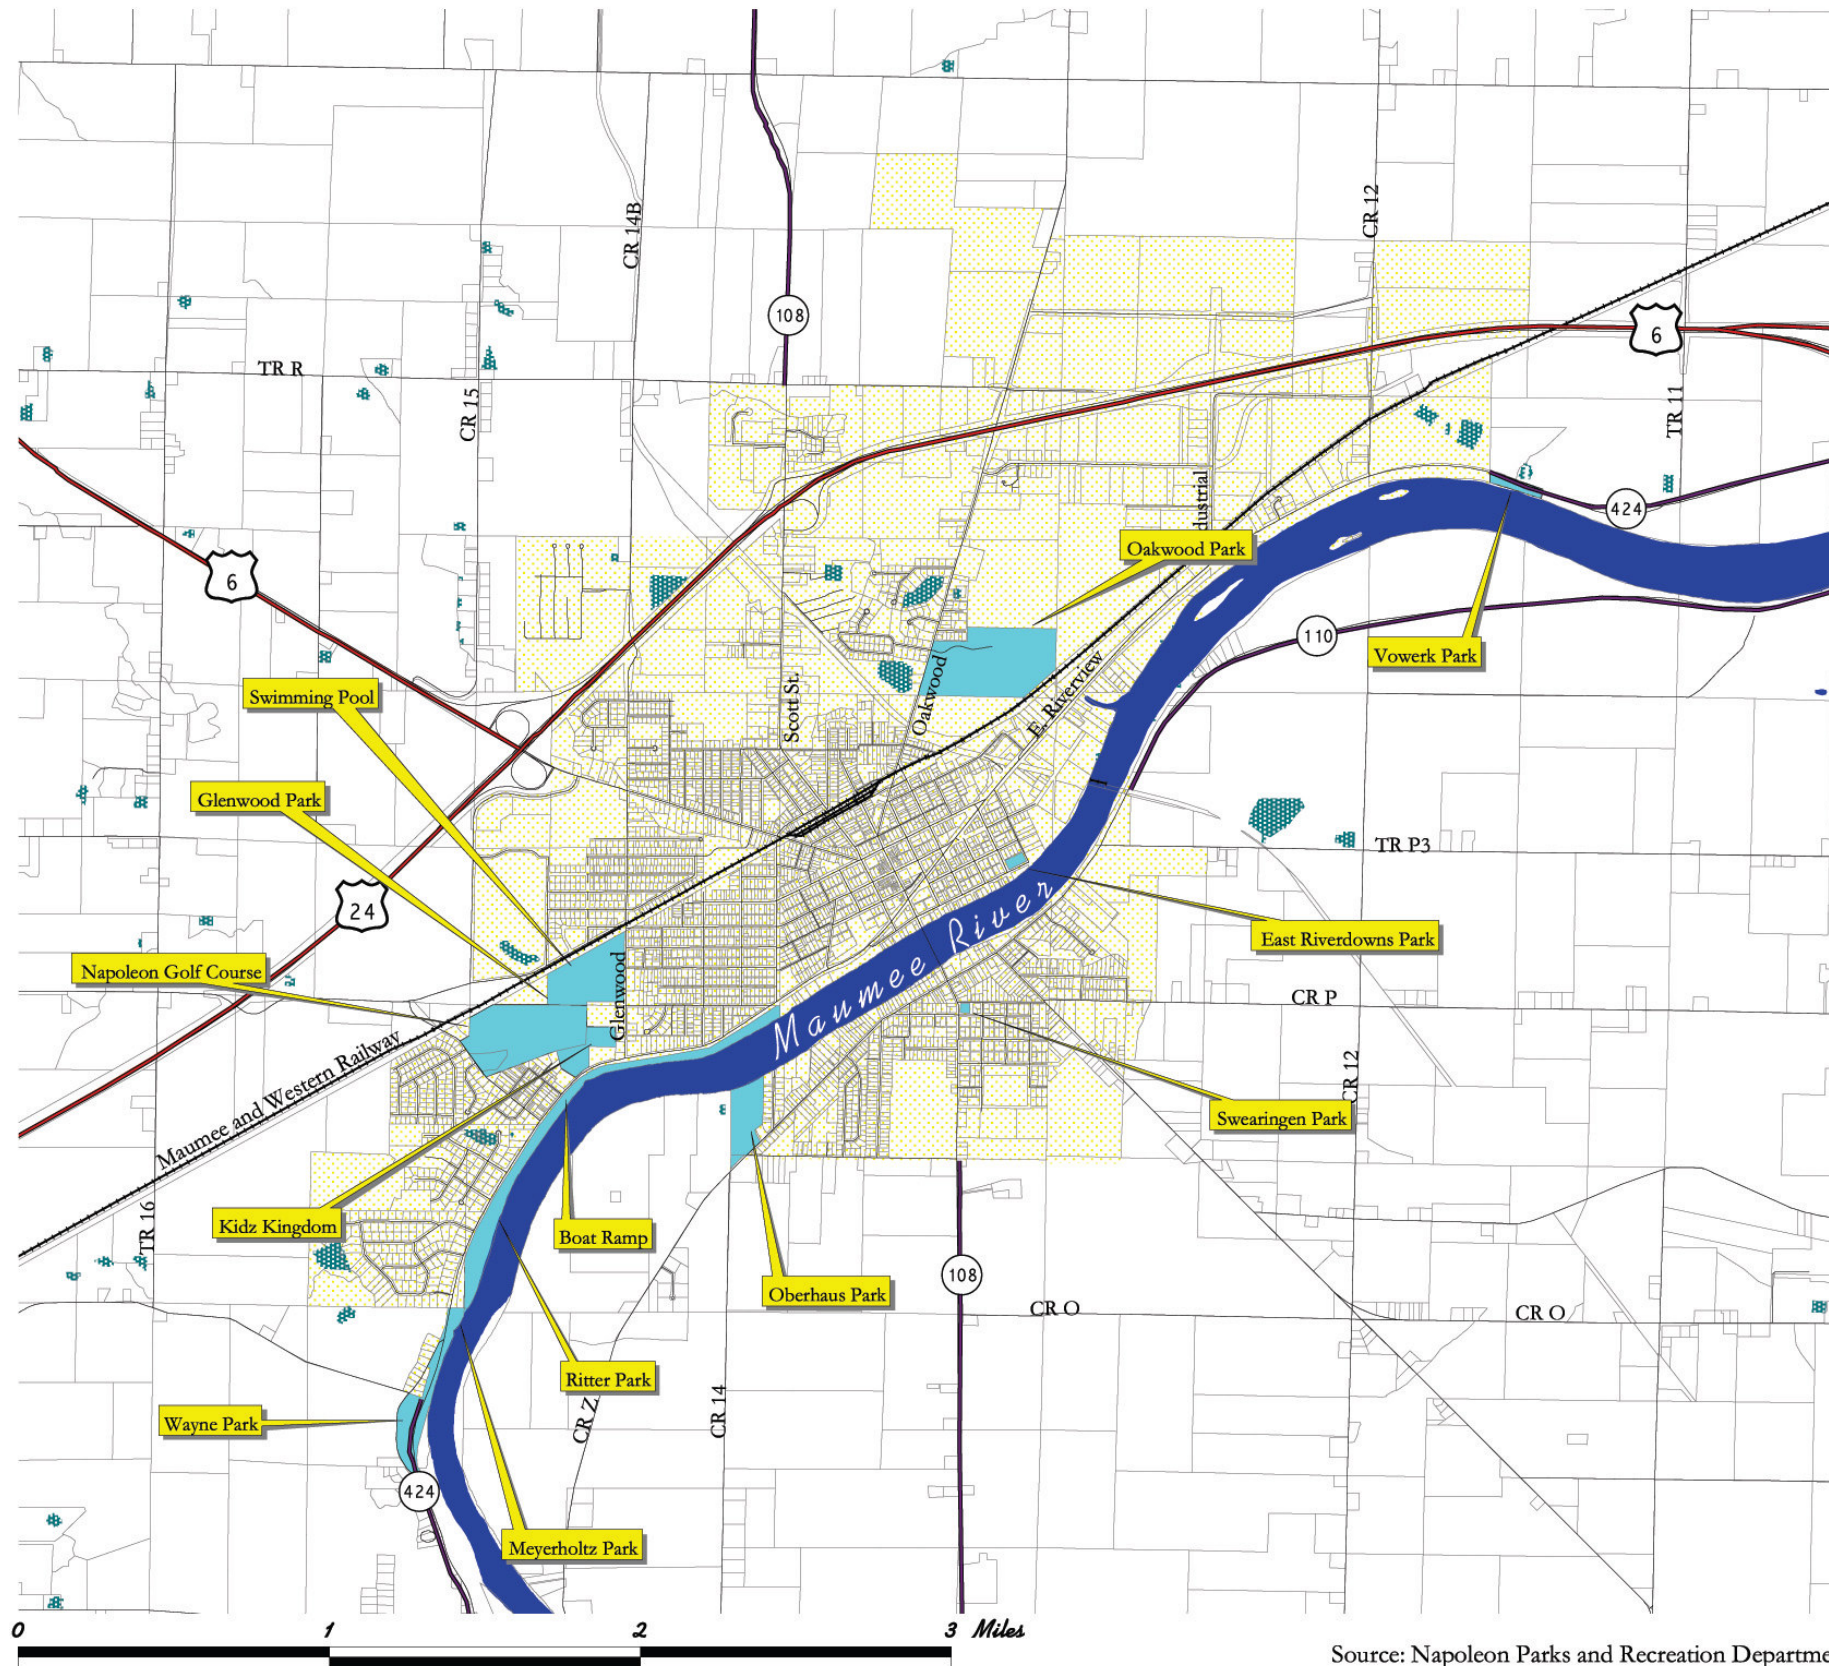 CR 14B
CR 12
108
6
TR R
CR 15
TR 11
424
dustrial
Oakwood Park
6
110
Vowerk Park
Swimming Pool
Scott St.
Oakwood
E. Riverview
Glenwood Park
TR P3
24
East Riverdowns Park
Napoleon Golf Course
Glenwood
Maumee River
CR P
Maumee and Western Railway
CR 12
Swearingen Park
Kidz Kingdom
TR 16
Boat Ramp
108
Oberhaus Park
CR O
CR O
Ritter Park
Wayne Park
CR Z
CR 14
424
Meyerholtz Park
0 1 2 3 Miles
Source: Napoleon Parks and Recreation Departme